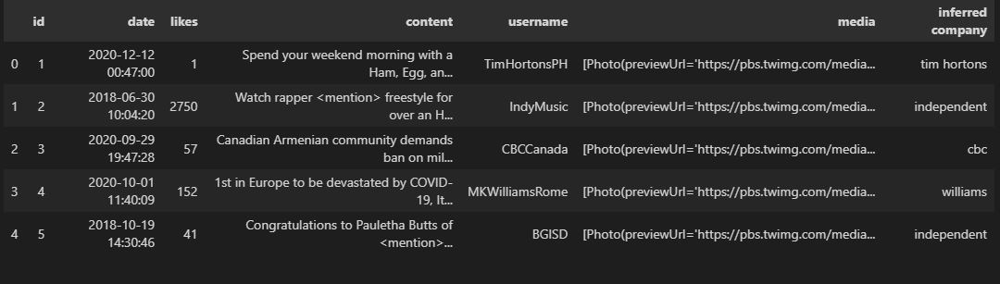 id date likes content username media inferred company
0 1 2020-12-12 00:47:00 1 Spend your weekend morning with a Ham, Egg, an... TimHortonsPH [Photo(previewUrl='https://pbs.twimg.com/media... tim hortons
1 2 2018-06-30 10:04:20 2750 Watch rapper <mention> freestyle for over an H... IndyMusic [Photo(previewUrl='https://pbs.twimg.com/media... independent
2 3 2020-09-29 19:47:28 57 Canadian Armenian community demands ban on mil... CBCCanada [Photo(previewUrl='https://pbs.twimg.com/media... cbc
3 4 2020-10-01 11:40:09 152 1st in Europe to be devastated by COVID-19, It... MKWilliamsRome [Photo(previewUrl='https://pbs.twimg.com/media... williams
4 5 2018-10-19 14:30:46 41 Congratulations to Pauletha Butts of <mention>... BGISD [Photo(previewUrl='https://pbs.twimg.com/media... independent